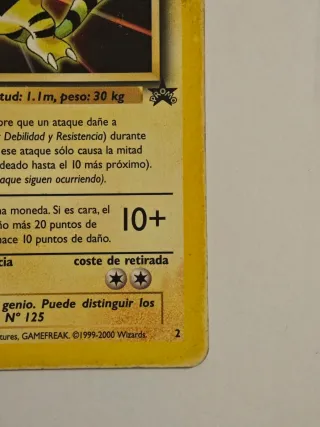 tud: 1.1m, peso: 30 kg
PROMO
bre que un ataque dañe a
Debilidad y Resistencia) durante
ese ataque sólo causa la mitad
deado hasta el 10 más próximo).
aque siguen ocurriendo).
na moneda. Si es cara, el
ño más 20 puntos de
hace 10 puntos de daño.
10+
cia coste de retirada
genio. Puede distinguir los
Nº 125
tures, GAMEFREAK. ©1999-2000 Wizards. 2